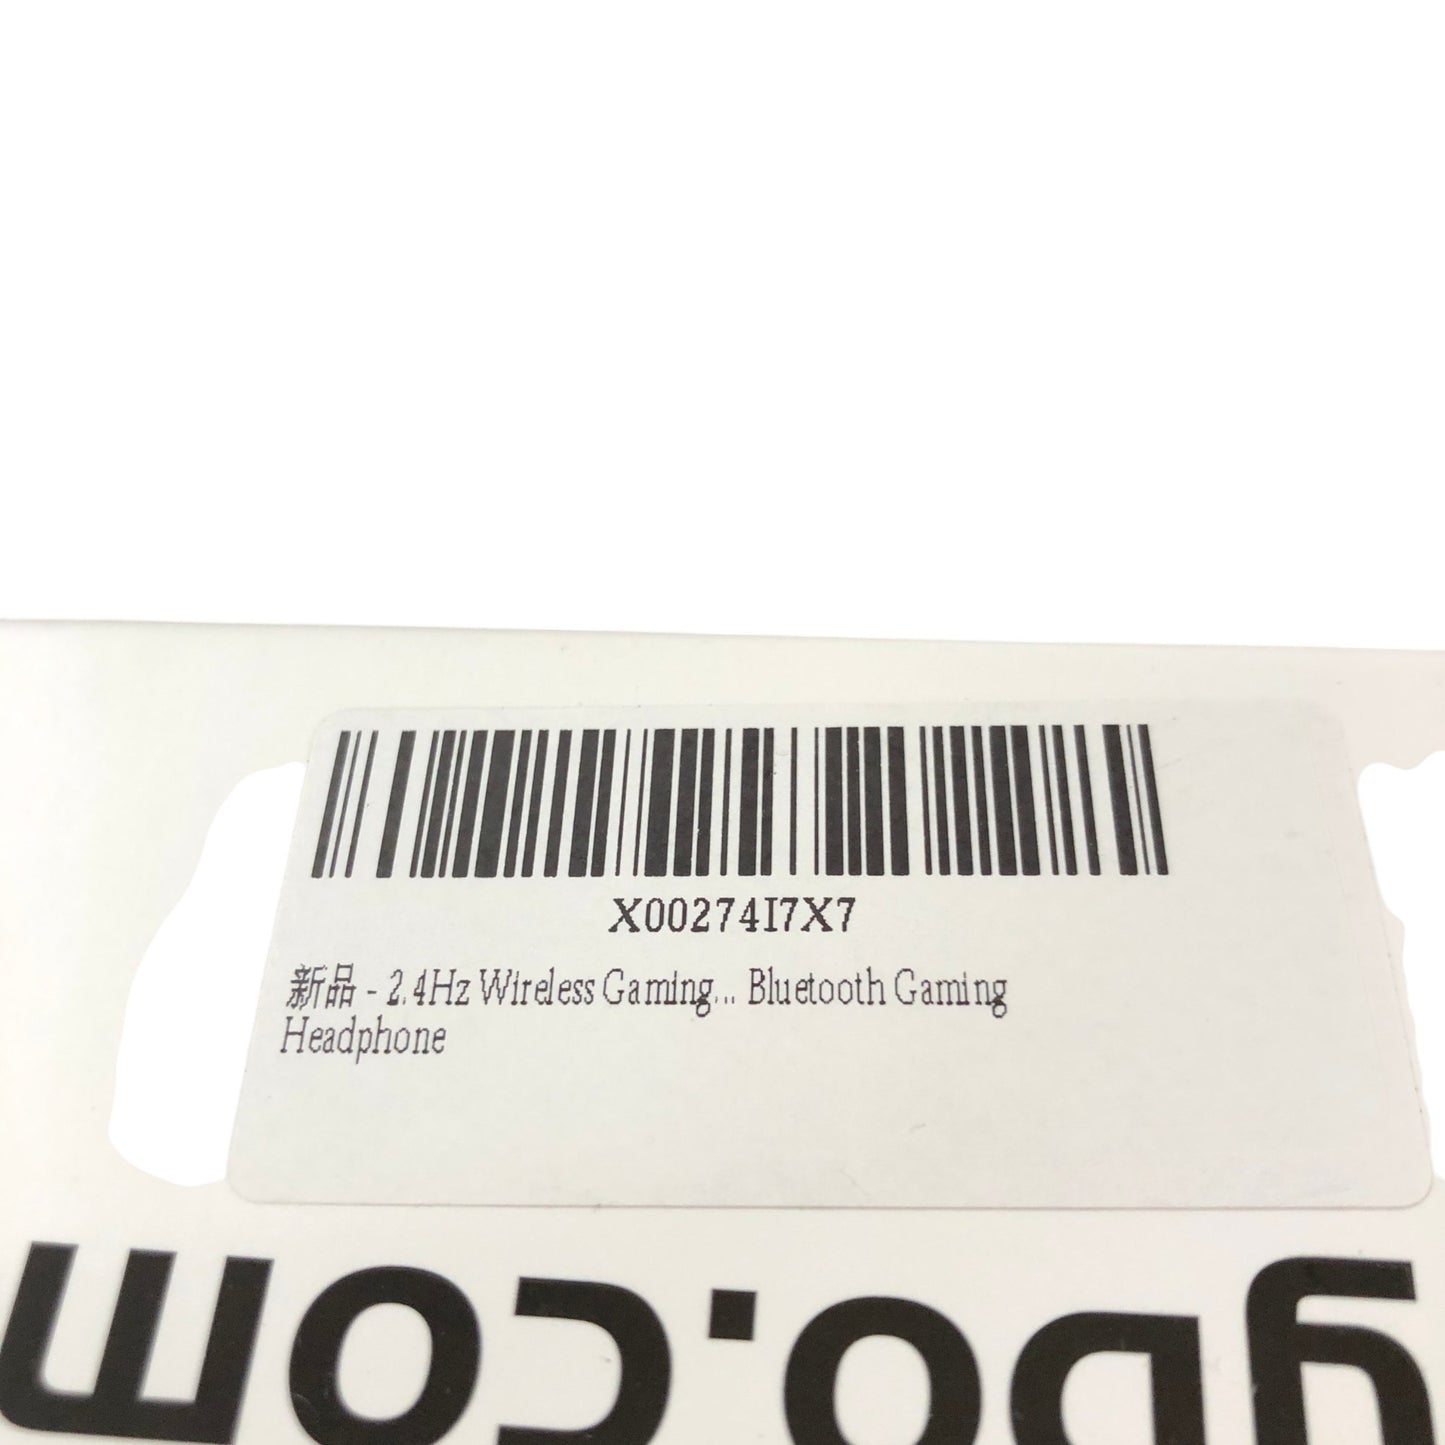 X00274I7X7
新品 - 2.4Hz Wireless Gaming... Bluetooth Gaming
Headphone